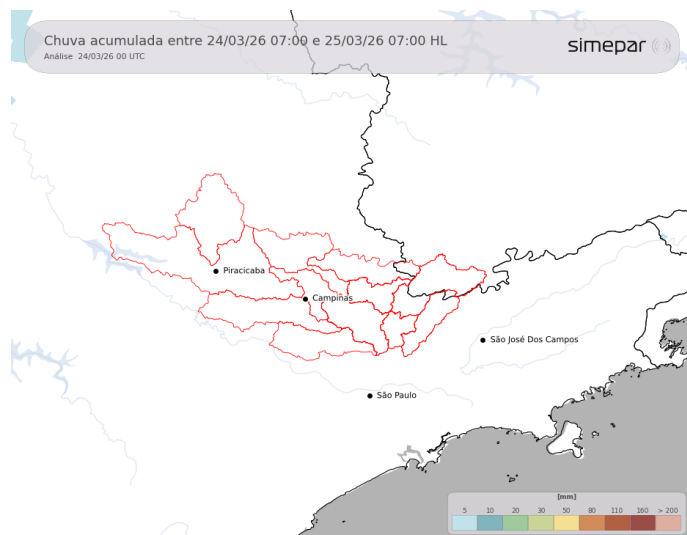 Chuva acumulada entre 24/03/26 07:00 e 25/03/26 07:00 HL
Análise 24/03/26 00 UTC
simepar
Piracicaba
Campinas
São José Dos Campos
São Paulo
[mm]
5 10 20 30 50 80 110 160 > 200